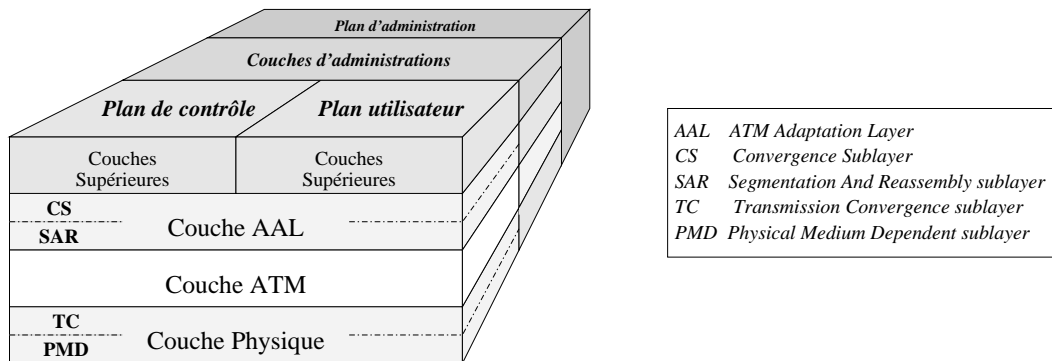 Plan d'administration
Couches d'administrations
Plan de contrôle Plan utilisateur
Couches Supérieures
Couches Supérieures
CS
SAR
Couche AAL
Couche ATM
TC
PMD
Couche Physique
AAL ATM Adaptation Layer
CS Convergence Sublayer
SAR Segmentation And Reassembly sublayer
TC Transmission Convergence sublayer
PMD Physical Medium Dependent sublayer